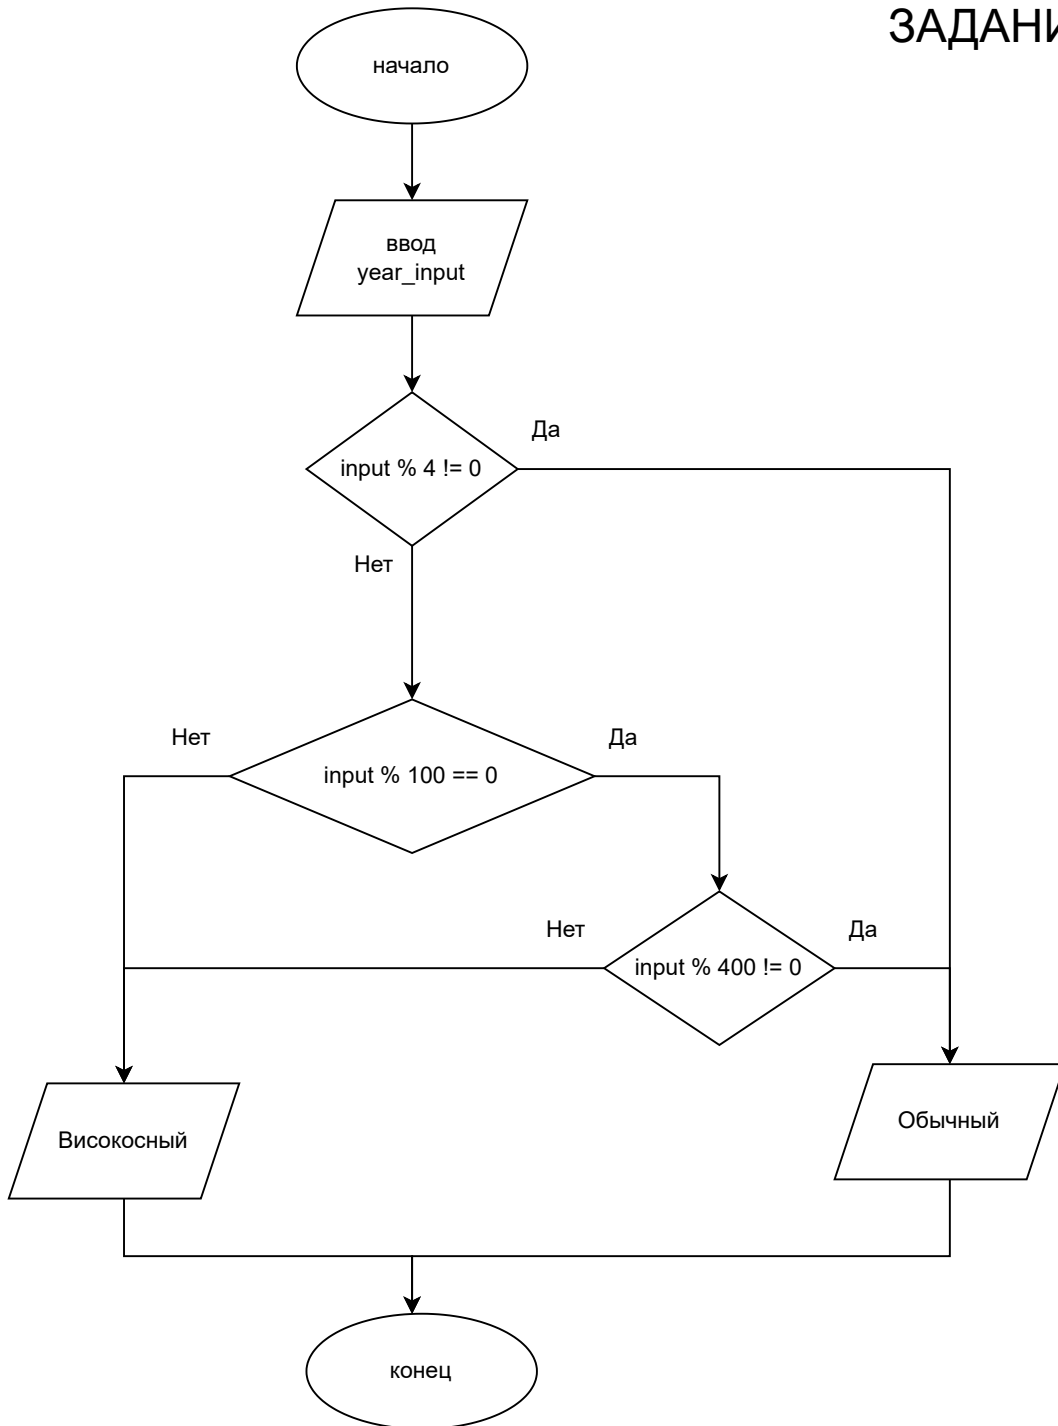 ЗАДАНИ
начало
ввод
year_input
Да
input % 4 != 0
Нет
Нет
Да
input % 100 == 0
Нет
Да
input % 400 != 0
Обычный
Високосный
конец